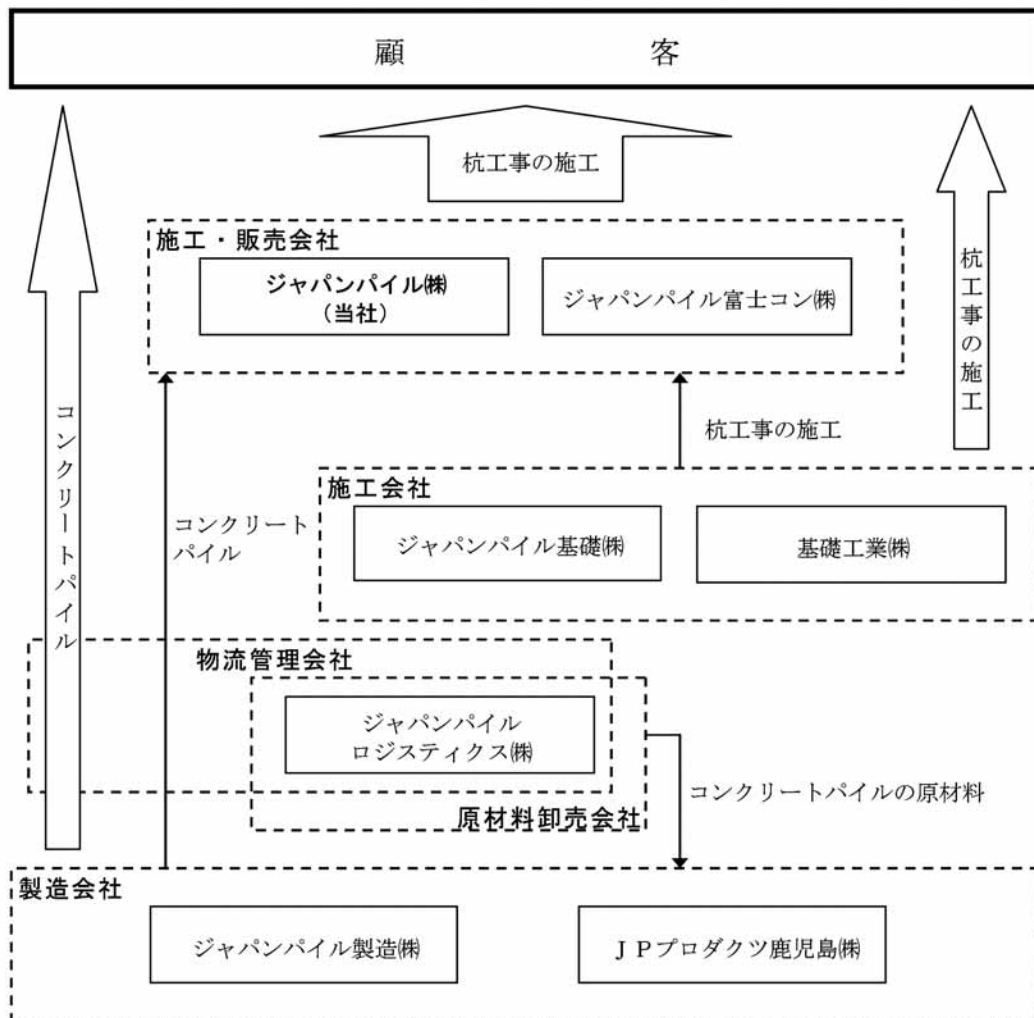 顧客
杭工事の施工
施工・販売会社
ジャパンパイル㈱
（当社）
ジャパンパイル富士コン㈱
杭工事の施工
コンクリートパイル
杭工事の施工
施工会社
コンクリート
パイル
ジャパンパイル基礎㈱
基礎工業㈱
物流管理会社
ジャパンパイル
ロジスティクス㈱
コンクリートパイルの原材料
原材料卸売会社
製造会社
ジャパンパイル製造㈱
ＪＰプロダクツ鹿児島㈱